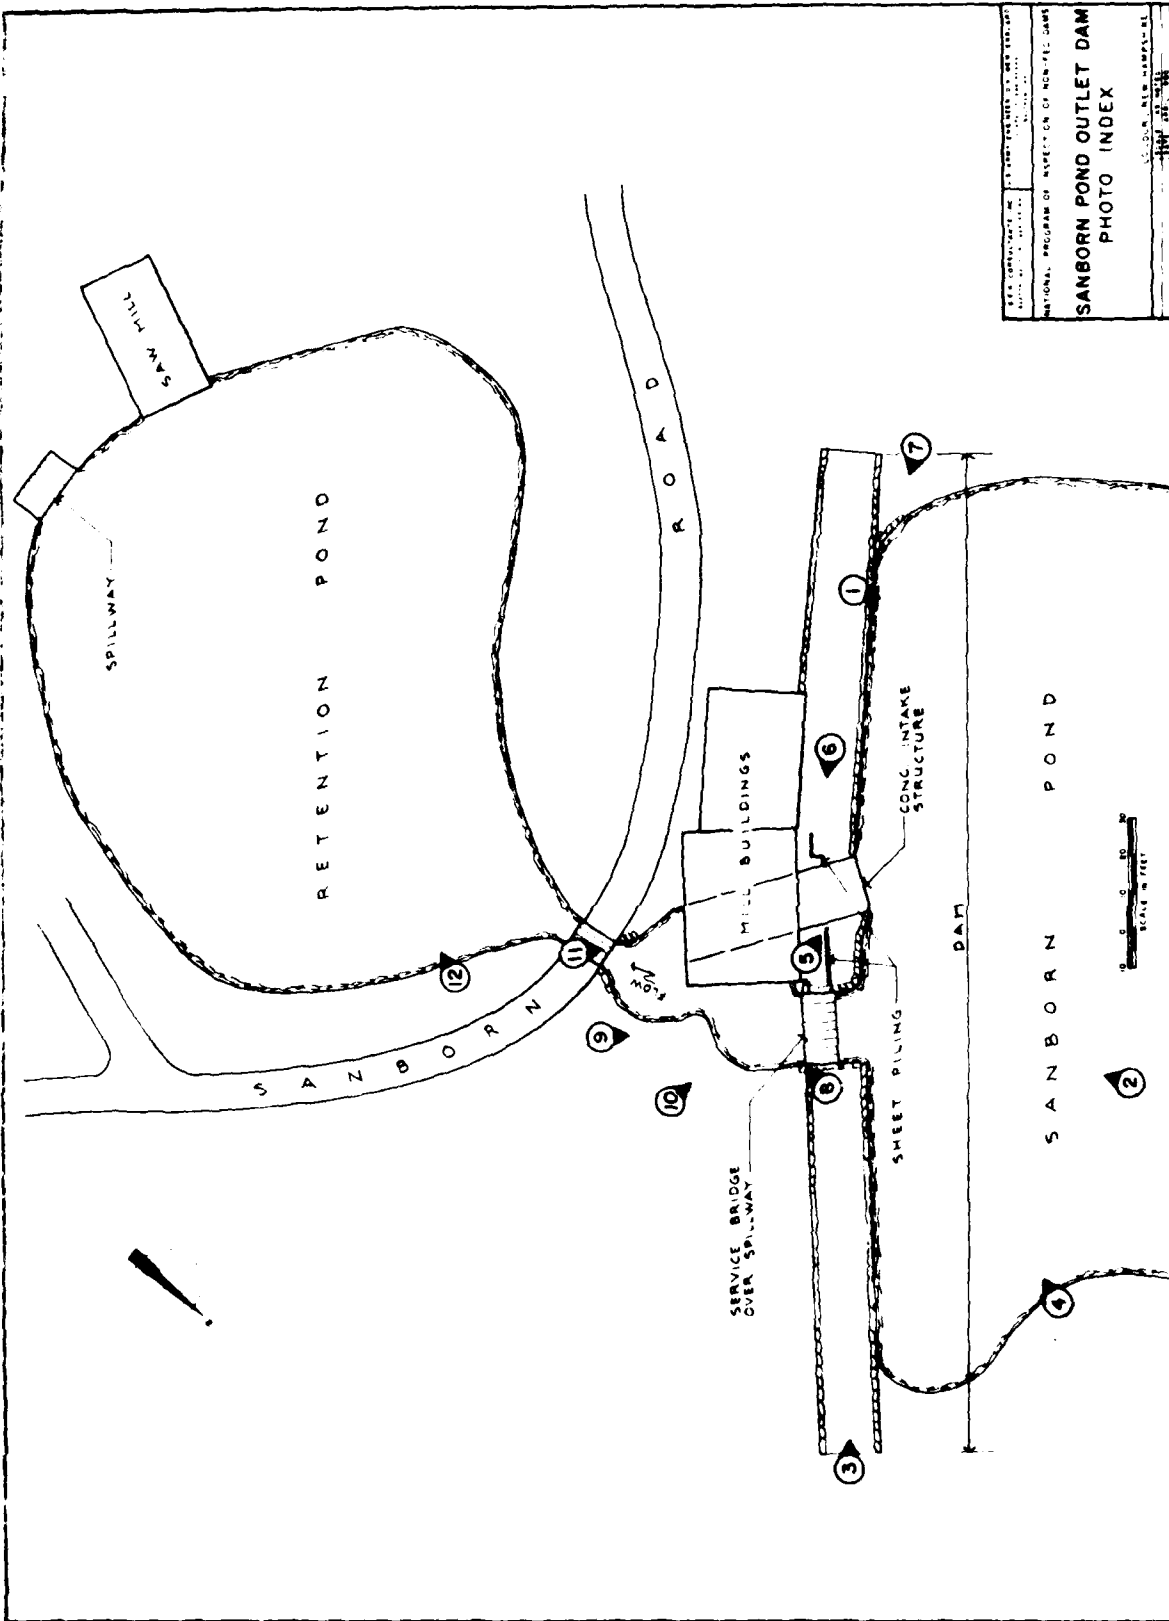 NATIONAL PROGRAM OF INSPECTION OF NON-FED DAMS
SANBORN POND OUTLET DAM
PHOTO INDEX
NEW HAMPSHIRE
SAW MILL
SPILLWAY
RETENTION POND
SANBORN ROAD
FLOW
MILL BUILDINGS
CONC. INTAKE
STRUCTURE
SERVICE BRIDGE
OVER SPILLWAY
SHEET PILING
DAM
SANBORN POND
SCALE IN FEET
1
2
3
4
5
6
7
8
9
10
11
12